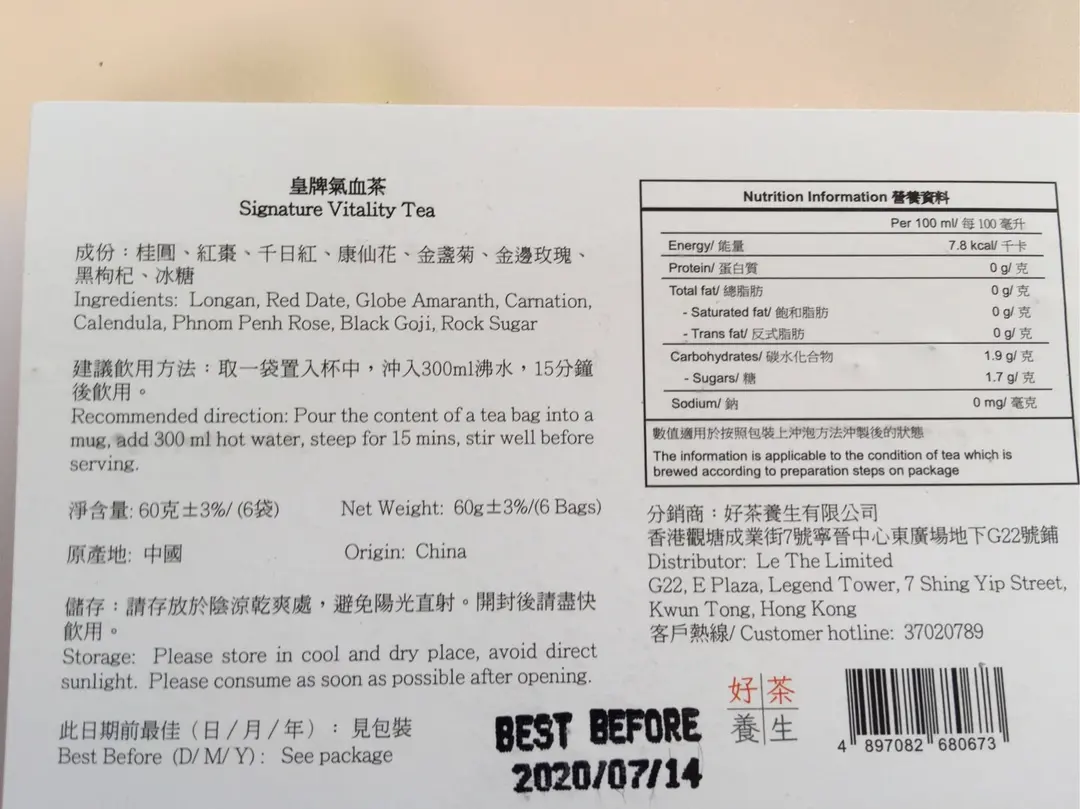 皇牌氣血茶
Signature Vitality Tea
成份：桂圓、紅棗、千日紅、康仙花、金盞菊、金邊玫瑰、
黑枸杞、冰糖
Ingredients: Longan, Red Date, Globe Amaranth, Carnation,
Calendula, Phnom Penh Rose, Black Goji, Rock Sugar
建議飲用方法：取一袋置入杯中，沖入300ml沸水，15分鐘
後飲用。
Recommended direction: Pour the content of a tea bag into a
mug, add 300 ml hot water, steep for 15 mins, stir well before
serving.
淨含量: 60克±3%/ (6袋) Net Weight: 60g±3%/(6 Bags)
原產地: 中國 Origin: China
儲存：請存放於陰涼乾爽處，避免陽光直射。開封後請盡快
飲用。
Storage: Please store in cool and dry place, avoid direct
sunlight. Please consume as soon as possible after opening.
此日期前最佳（日/月/年）：見包裝
Best Before (D/ M/ Y) : See package
BEST BEFORE
2020/07/14
Nutrition Information 營養資料
Per 100 ml/ 每 100 毫升
Energy/ 能量 7.8 kcal/ 千卡
Protein/ 蛋白質 0 g/ 克
Total fat/ 總脂肪 0 g/ 克
- Saturated fat/ 飽和脂肪 0 g/ 克
- Trans fat/ 反式脂肪 0 g/ 克
Carbohydrates/ 碳水化合物 1.9 g/ 克
- Sugars/ 糖 1.7 g/ 克
Sodium/ 鈉 0 mg/ 毫克
數值適用於按照包裝上沖泡方法沖製後的狀態
The information is applicable to the condition of tea which is
brewed according to preparation steps on package
分銷商：好茶養生有限公司
香港觀塘成業街7號寧晉中心東廣場地下G22號鋪
Distributor: Le The Limited
G22, E Plaza, Legend Tower, 7 Shing Yip Street,
Kwun Tong, Hong Kong
客戶熱線/ Customer hotline: 37020789
好茶
養生
4 897082 680673